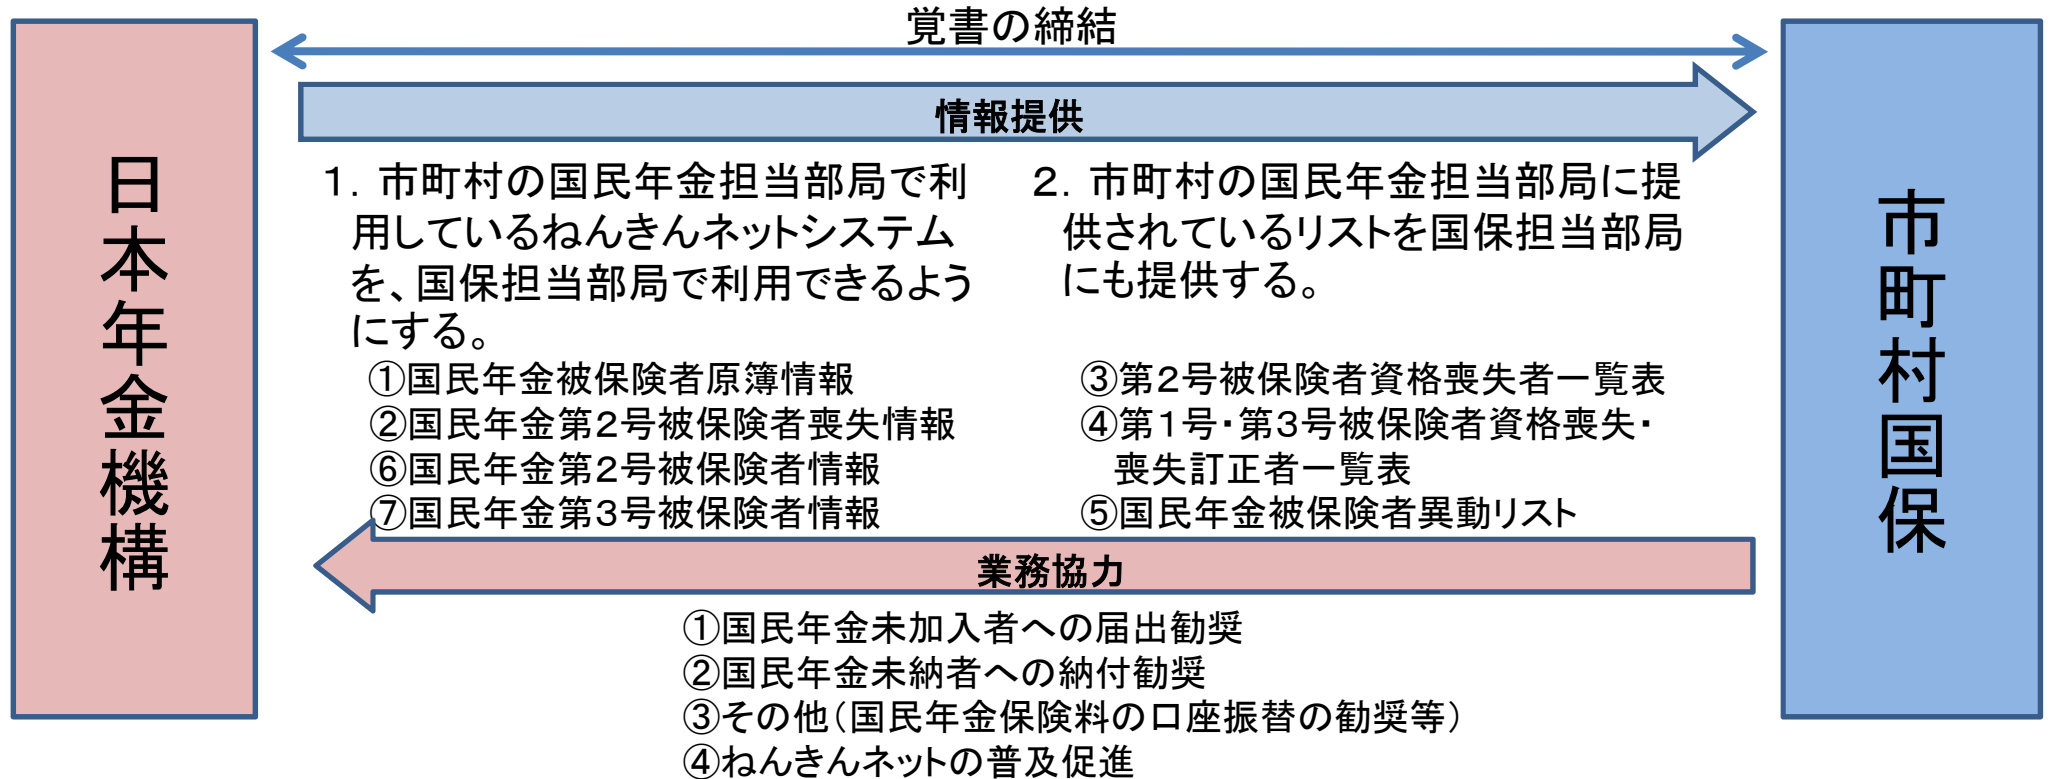 覚書の締結
情報提供
日本年金機構
1．市町村の国民年金担当部局で利
用しているねんきんネットシステム
を、国保担当部局で利用できるよう
にする。
①国民年金被保険者原簿情報
②国民年金第2号被保険者喪失情報
⑥国民年金第2号被保険者情報
⑦国民年金第3号被保険者情報
2．市町村の国民年金担当部局に提
供されているリストを国保担当部局
にも提供する。
③第2号被保険者資格喪失者一覧表
④第1号・第3号被保険者資格喪失・
喪失訂正者一覧表
⑤国民年金被保険者異動リスト
市町村国保
業務協力
①国民年金未加入者への届出勧奨
②国民年金未納者への納付勧奨
③その他（国民年金保険料の口座振替の勧奨等）
④ねんきんネットの普及促進